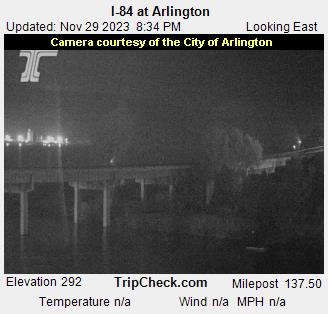 I-84 at Arlington
Updated: Nov 29 2023 8:34 PM Looking East
Camera courtesy of the City of Arlington
Elevation 292 TripCheck.com Milepost 137.50
Temperature n/a Wind n/a MPH n/a